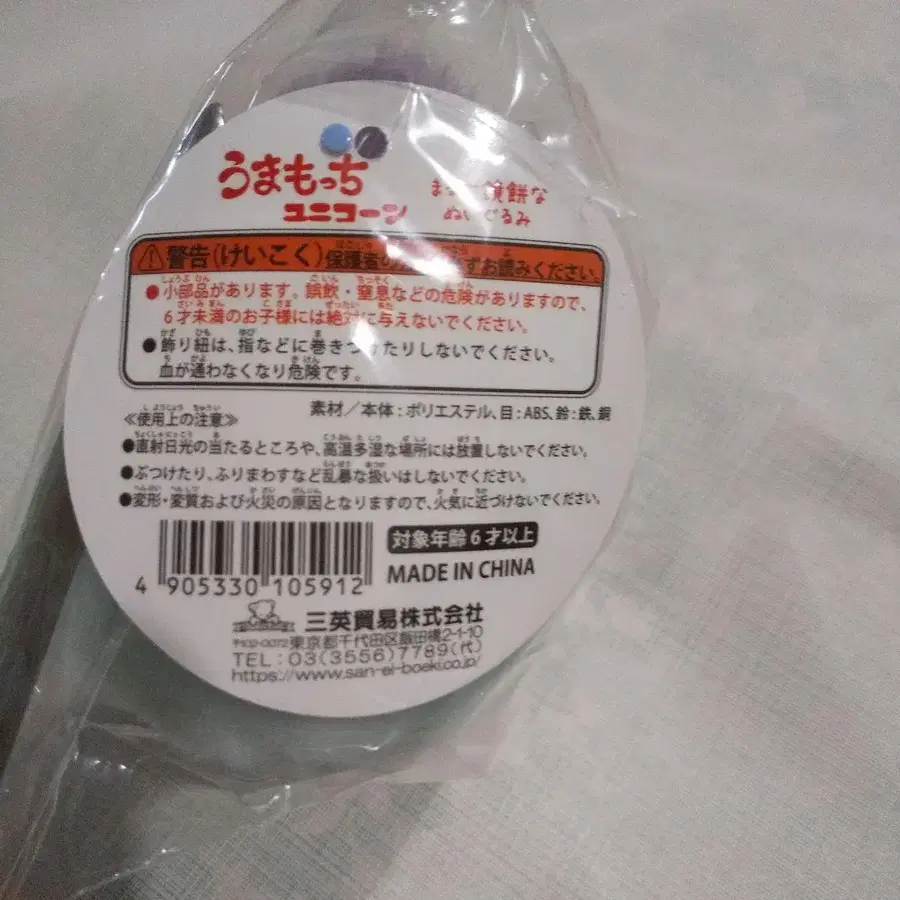 うまもっち
ユニコーン
鏡餅な
ぬいぐるみ
⚠警告(けいこく)保護者の ずお読みください。
●小部品があります。誤飲・窒息などの危険がありますので、
6才未満のお子様には絶対に与えないでください。
●飾り紐は、指などに巻きつけたりしないでください。
血が通わなくなり危険です。
素材/本体:ポリエステル、目:ABS、鈴:鉄、銅
≪使用上の注意≫
●直射日光の当たるところや、高温多湿な場所には放置しないでください。
●ぶつけたり、ふりまわすなど乱暴な扱いはしないでください。
●変形・変質および火災の原因となりますので、火気に近づけないでください。
対象年齢6才以上
4 905330 105912
MADE IN CHINA
三英貿易株式会社
〒102-0072東京都千代田区飯田橋2-1-10
TEL:03(3556)7789(代)
https://www.san-ei-boeki.co.jp/